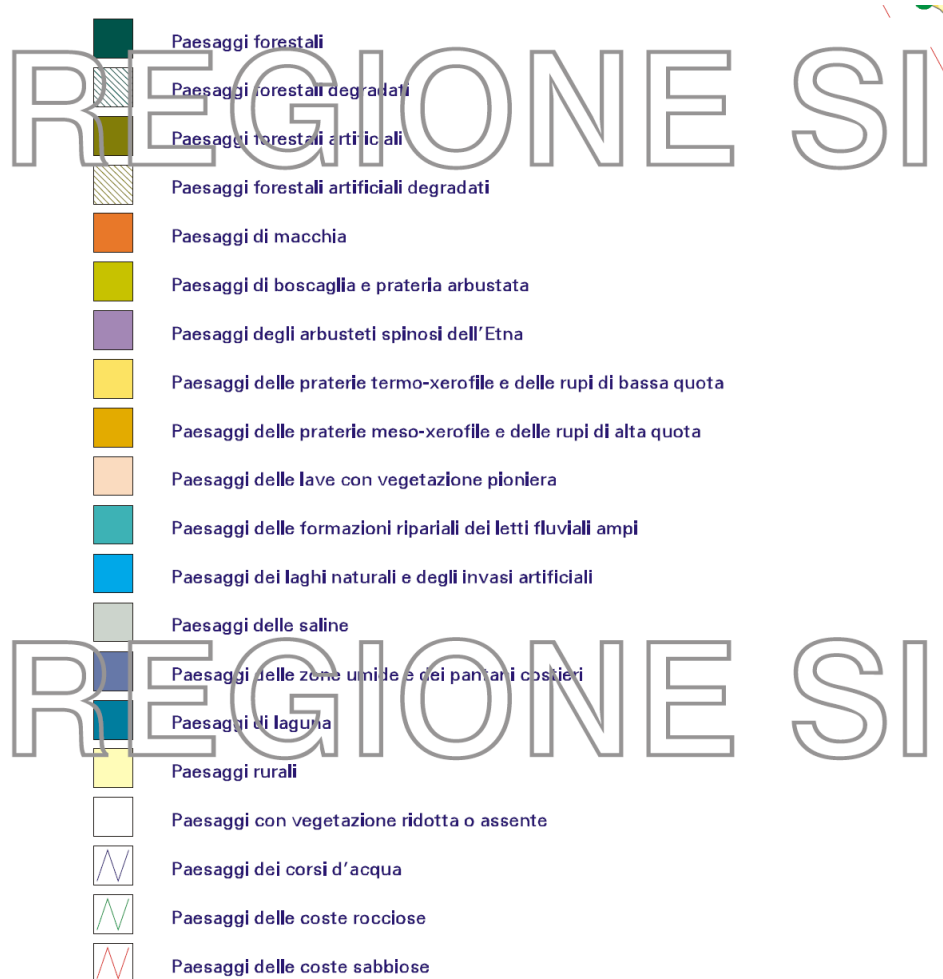 Paesaggi forestali
REGIONE SI
Paesaggi forestali degradati
Paesaggi forestali artificiali
Paesaggi forestali artificiali degradati
Paesaggi di macchia
Paesaggi di boscaglia e prateria arbustata
Paesaggi degli arbusteti spinosi dell'Etna
Paesaggi delle praterie termo-xerofile e delle rupi di bassa quota
Paesaggi delle praterie meso-xerofile e delle rupi di alta quota
Paesaggi delle lave con vegetazione pioniera
Paesaggi delle formazioni ripariali dei letti fluviali ampi
Paesaggi dei laghi naturali e degli invasi artificiali
Paesaggi delle saline
REGIONE SI
Paesaggi delle zone umide e dei pantani costieri
Paesaggi di laguna
Paesaggi rurali
Paesaggi con vegetazione ridotta o assente
Paesaggi dei corsi d'acqua
Paesaggi delle coste rocciose
Paesaggi delle coste sabbiose